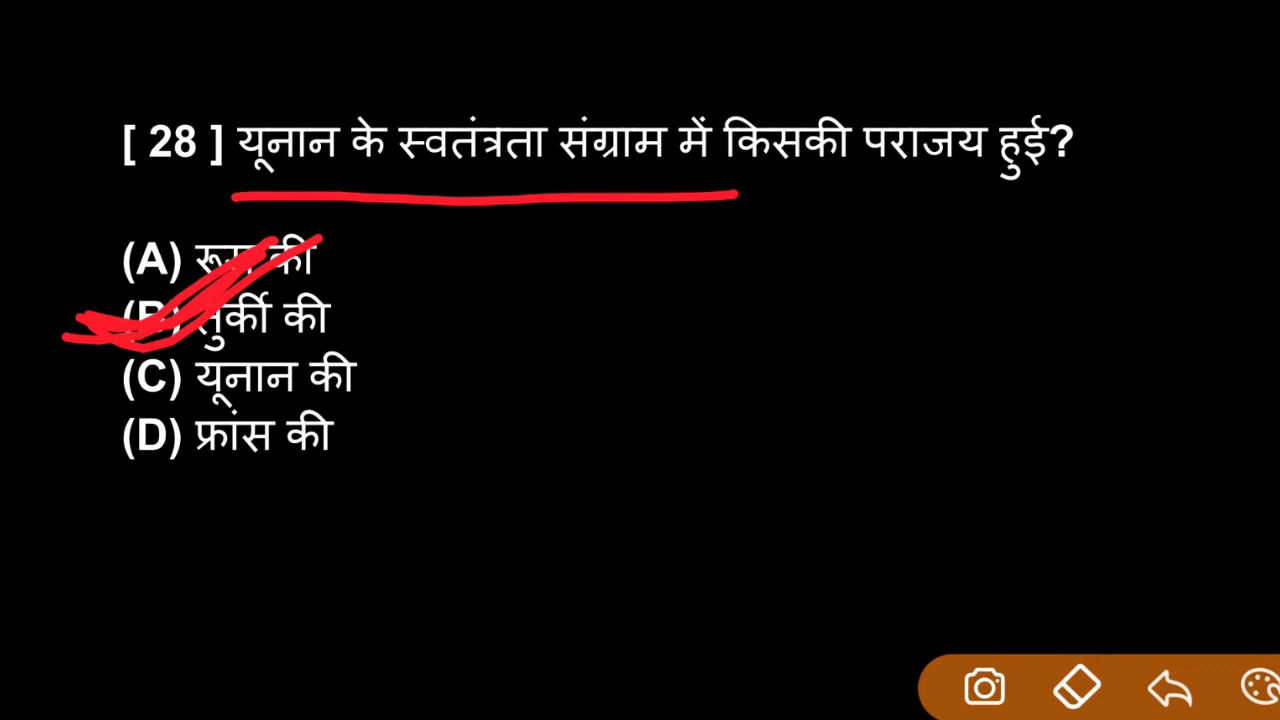 [ 28 ] यूनान के स्वतंत्रता संग्राम में किसकी पराजय हुई?
(A) रूस की
(B) तुर्की की
(C) यूनान की
(D) फ्रांस की